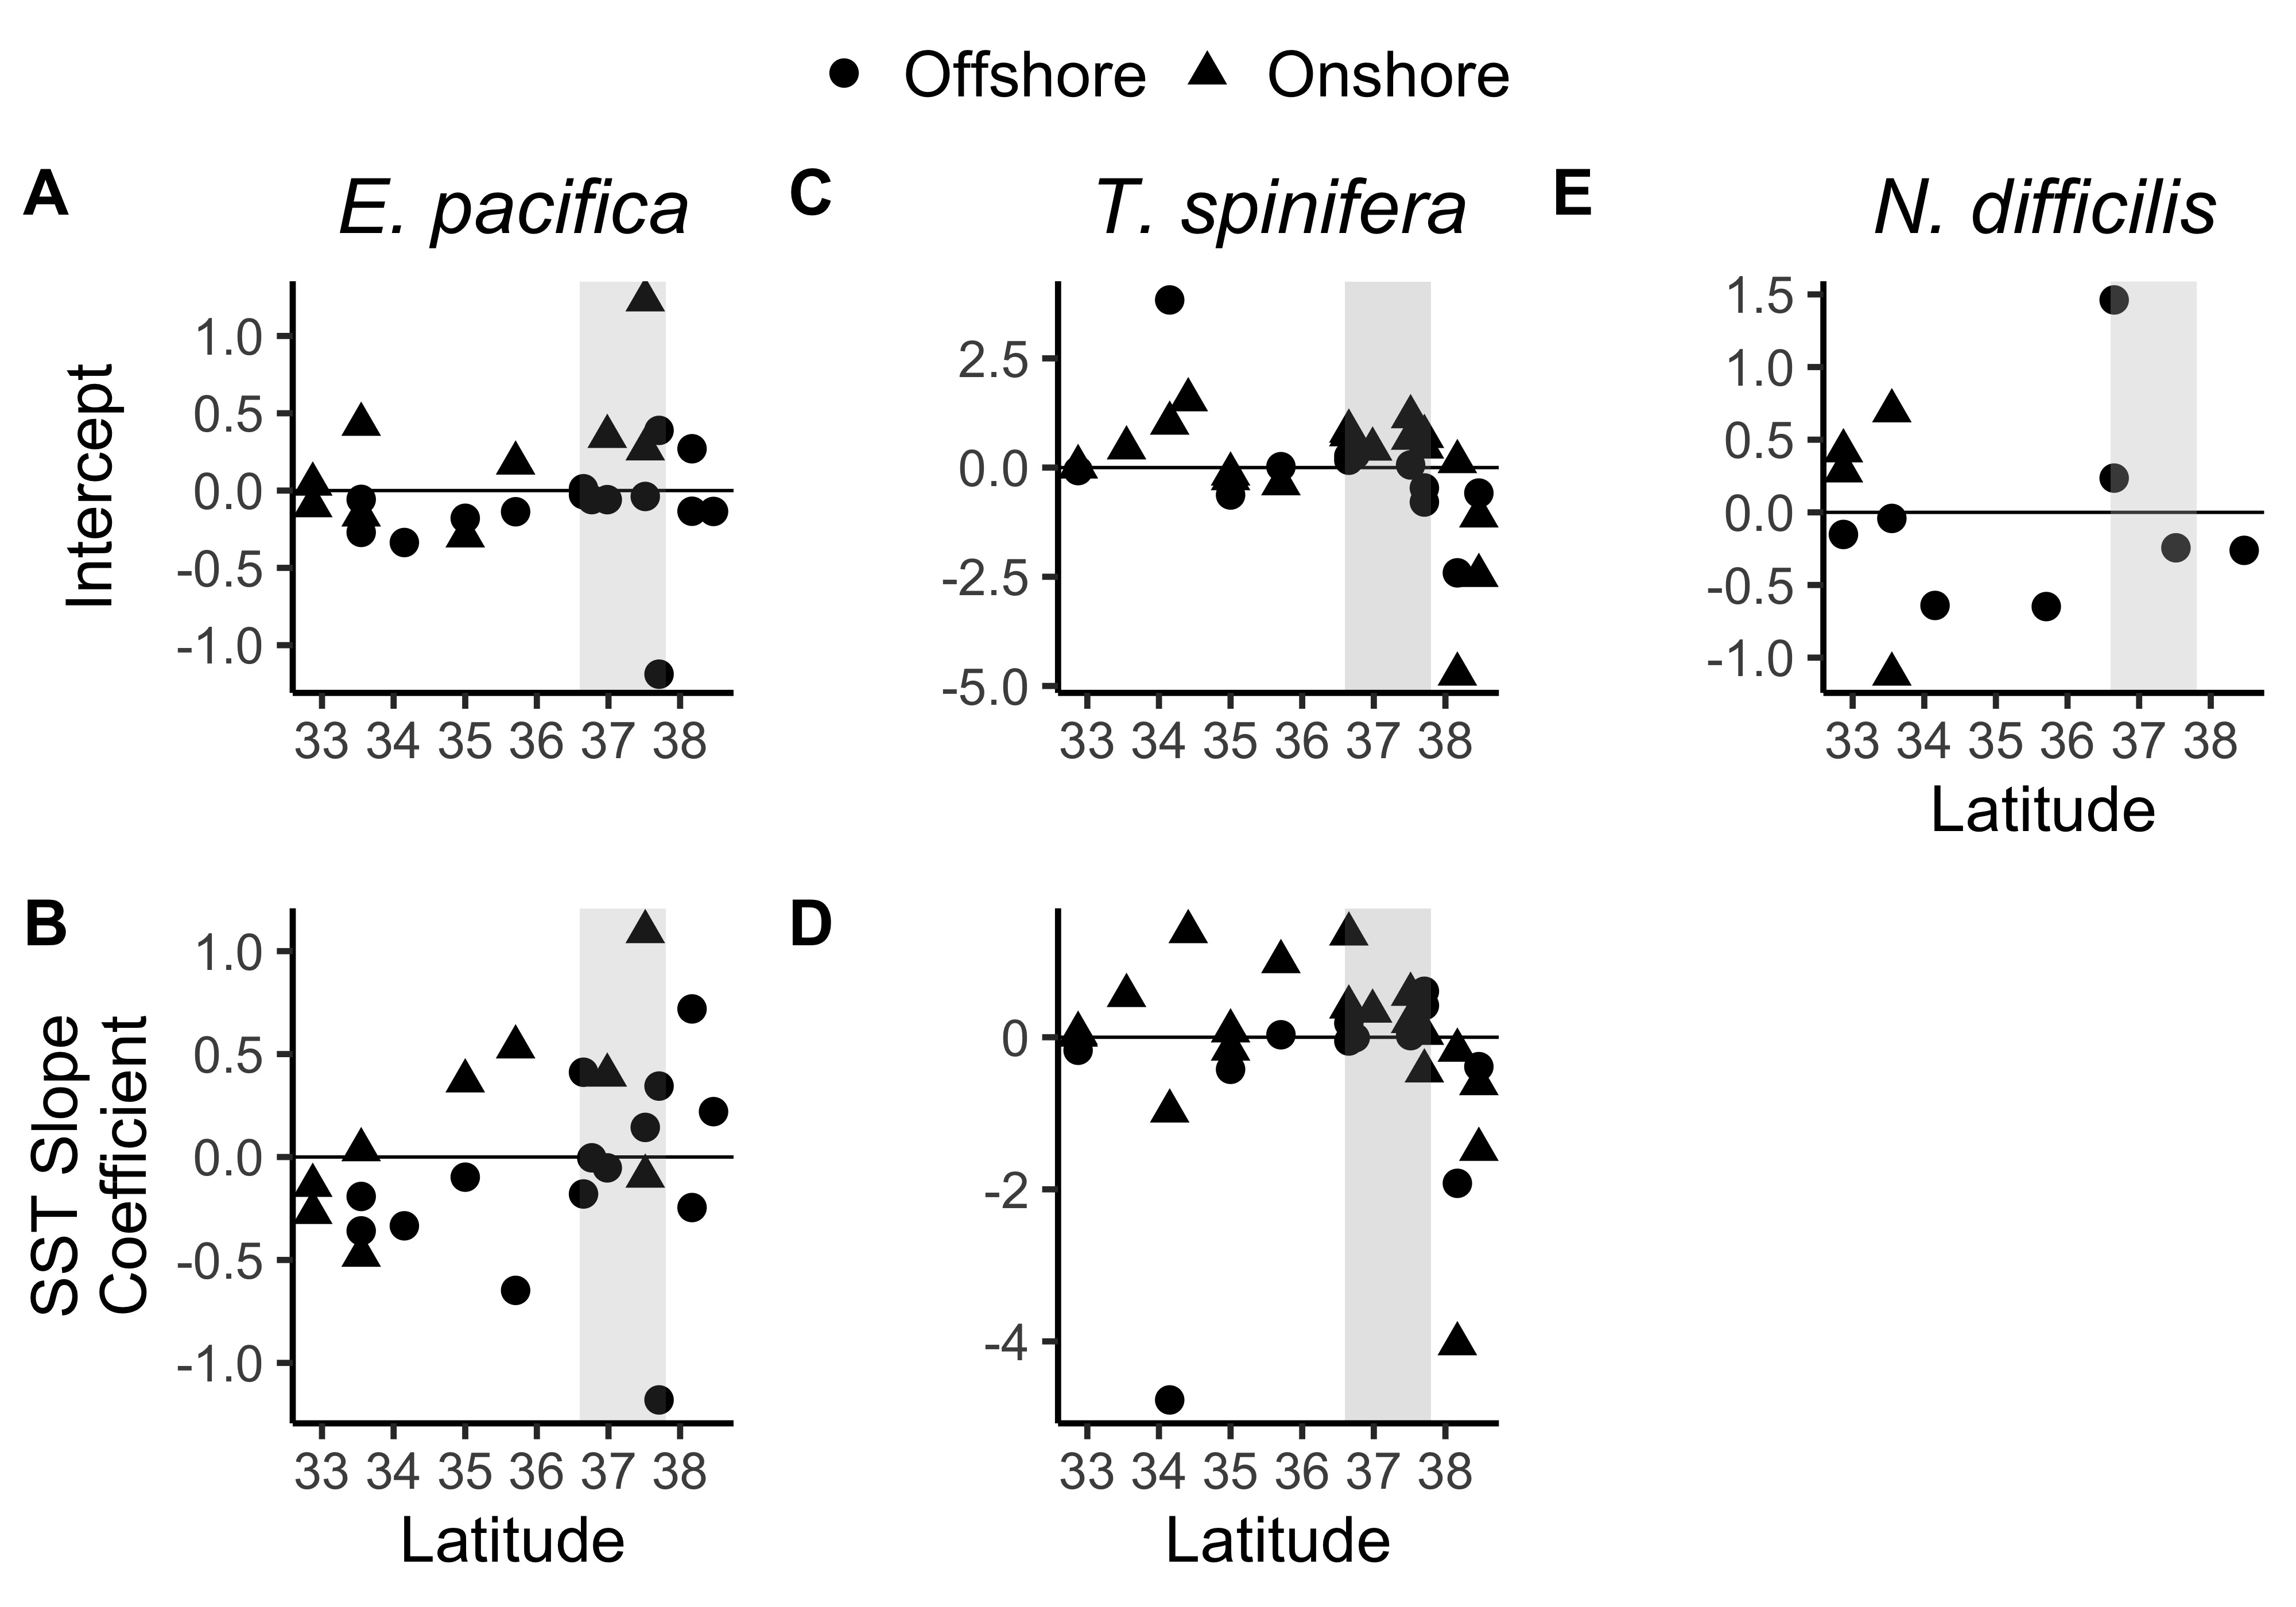 Offshore Onshore
A E. pacifica C T. spinifera E N. difficilis
Intercept
1.0
0.5
0.0
-0.5
-1.0
33 34 35 36 37 38
2.5
0.0
-2.5
-5.0
33 34 35 36 37 38
1.5
1.0
0.5
0.0
-0.5
-1.0
33 34 35 36 37 38
Latitude
B
SST Slope
Coefficient
1.0
0.5
0.0
-0.5
-1.0
33 34 35 36 37 38
Latitude
D
0
-2
-4
33 34 35 36 37 38
Latitude